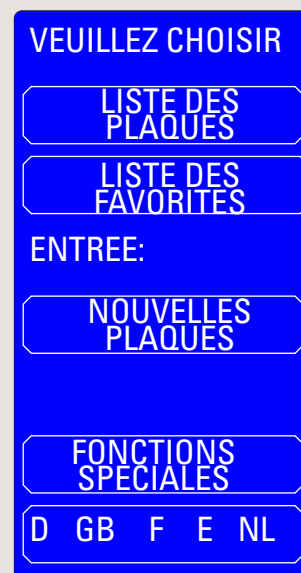 VEUILLEZ CHOISIR
LISTE DES
PLAQUES
LISTE DES
FAVORITES
ENTREE:
NOUVELLES
PLAQUES
FONCTIONS
SPECIALES
D GB F E NL